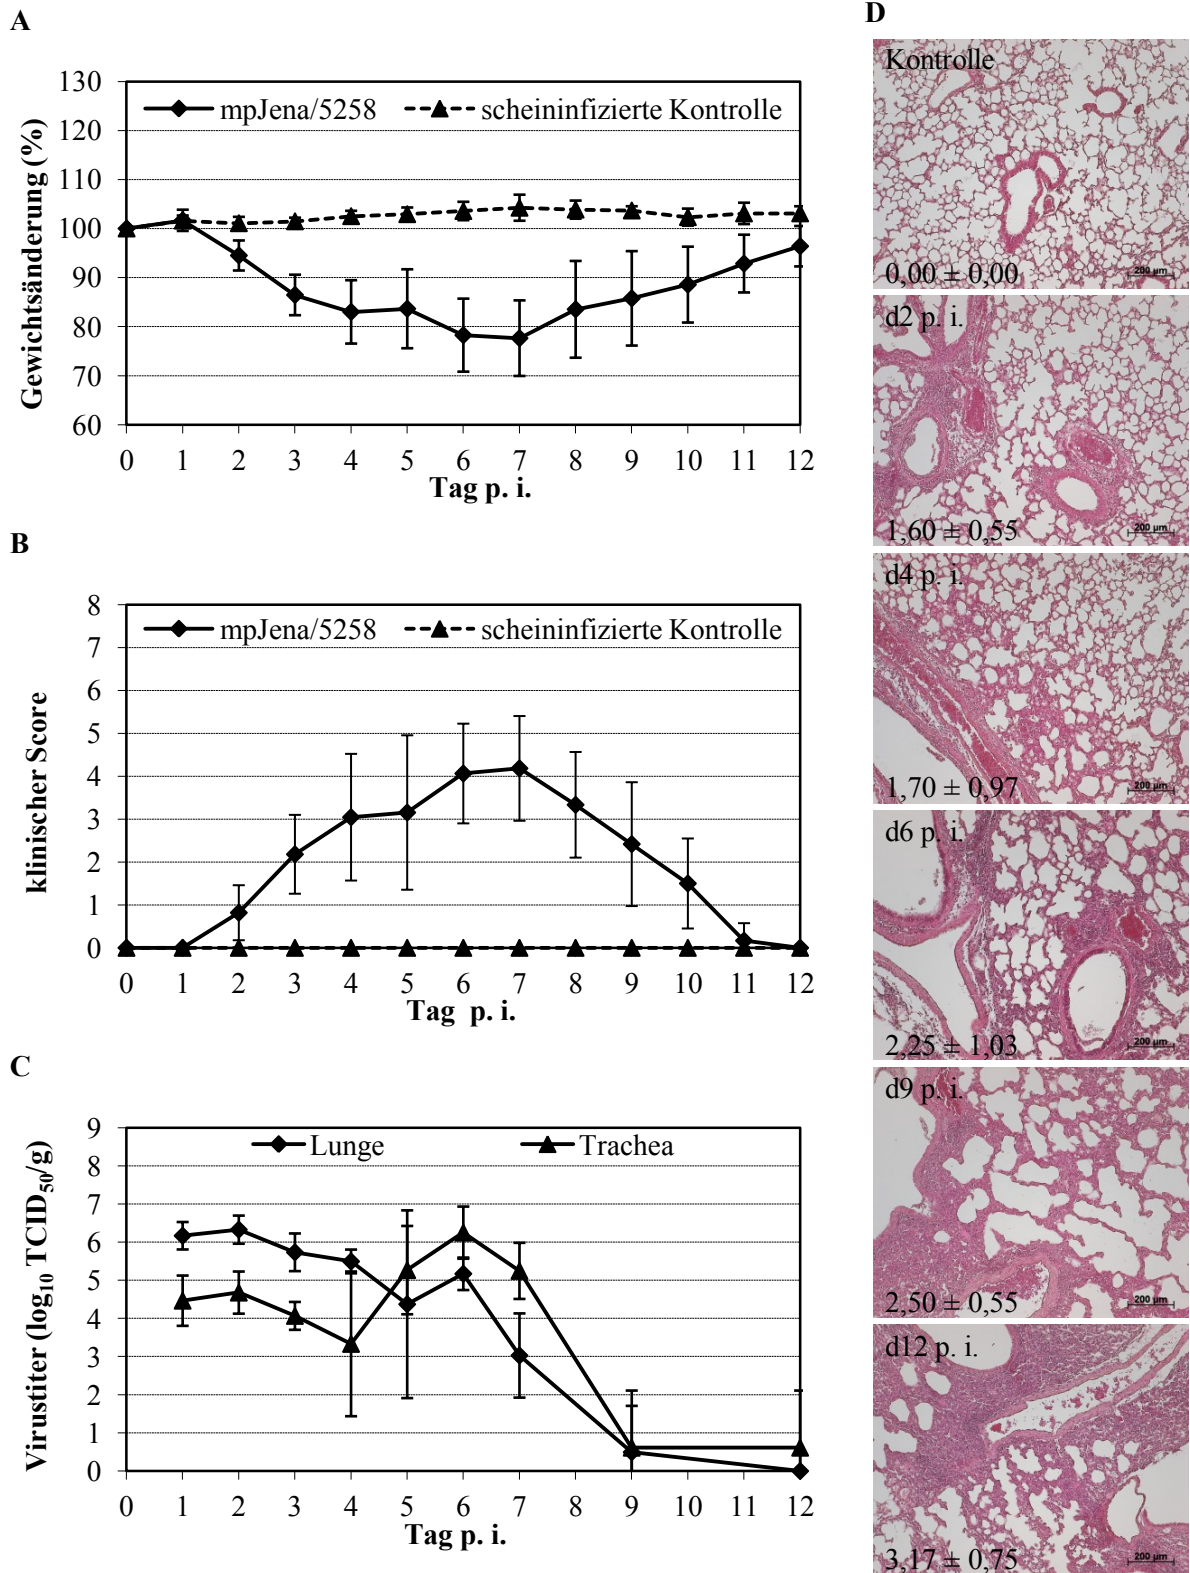 A
130
120
110
100
90
80
70
60
Gewichtsänderung (%)
mpJena/5258
scheininfizierte Kontrolle
0 1 2 3 4 5 6 7 8 9 10 11 12
Tag p. i.
B
8
7
6
5
4
3
2
1
0
klinischer Score
mpJena/5258
scheininfizierte Kontrolle
0 1 2 3 4 5 6 7 8 9 10 11 12
Tag p. i.
C
9
8
7
6
5
4
3
2
1
0
Virustiter (log10 TCID50/g)
Lunge
Trachea
0 1 2 3 4 5 6 7 8 9 10 11 12
Tag p. i.
D
Kontrolle
0,00 ± 0,00
200 µm
d2 p. i.
1,60 ± 0,55
200 µm
d4 p. i.
1,70 ± 0,97
200 µm
d6 p. i.
2,25 ± 1,03
200 µm
d9 p. i.
2,50 ± 0,55
200 µm
d12 p. i.
3,17 ± 0,75
200 µm